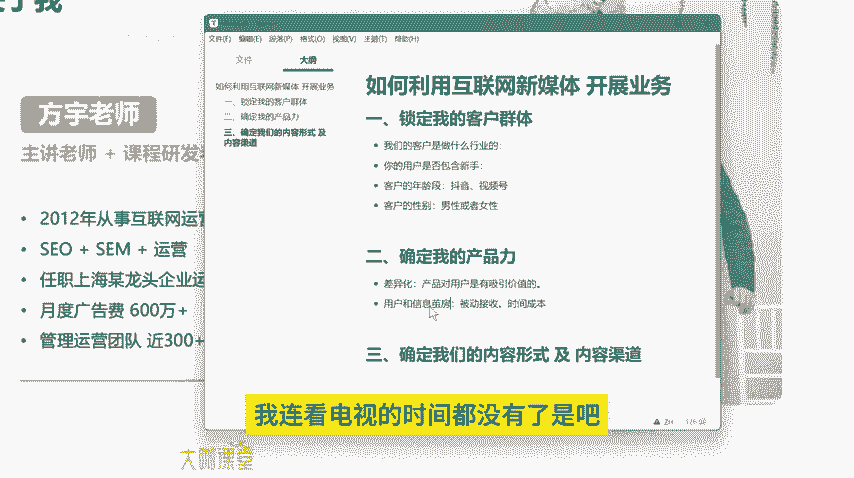 文件(F) 编辑(E) 段落(P) 格式(O) 视图(V) 主题(T) 帮助(H)
文件 大纲
如何利用互联网新媒体 开展业务
一、锁定我的客户群体
二、确定我的产品力
三、确定我们的内容形式 及
内容渠道
如何利用互联网新媒体 开展业务
一、锁定我的客户群体
我们的客户是做什么行业的:
你的用户是否包含新手:
客户的年龄段: 抖音、视频号
客户的性别: 男性或者女性
二、确定我的产品力
差异化: 产品对用户是有吸引价值的。
用户和信息茧房: 被动接收、时间成本
三、确定我们的内容形式 及 内容渠道
方宇老师
主讲老师 + 课程研发
• 2012年从事互联网运营
• SEO + SEM + 运营
• 任职上海某龙头企业运
• 月度广告费 600万+
• 管理运营团队 近300+
我连看电视的时间都没有了是吧